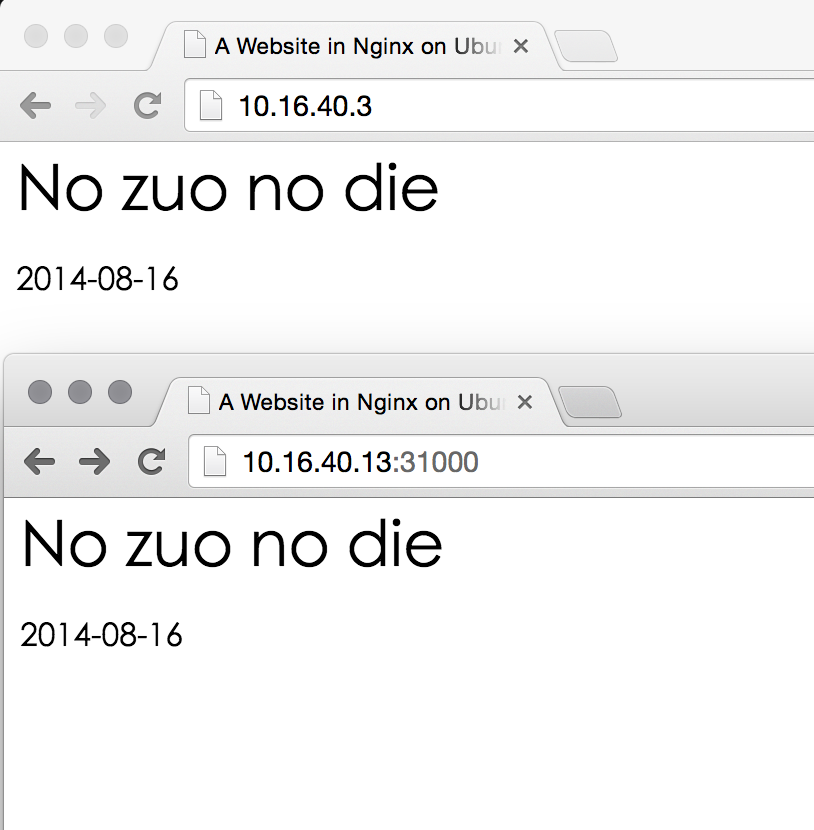 A Website in Nginx on Ubu
10.16.40.3
No zuo no die
2014-08-16
A Website in Nginx on Ubu
10.16.40.13:31000
No zuo no die
2014-08-16